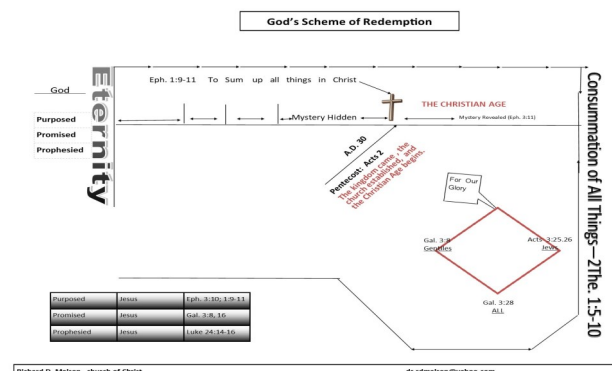 God's Scheme of Redemption
Eph. 1:9-11 To Sum up all things in Christ
God
Purposed
Promised
Prophesied
Eternity
Mystery Hidden
THE CHRISTIAN AGE
Mystery Revealed (Eph. 3:11)
A.D. 30
Pentecost: Acts 2
The kingdom came, the
church established, and
the Christian Age begins.
For Our
Glory
Gal. 3:8
Gentiles
Acts 3:25.26
Jews
Gal. 3:28
ALL
Consummation of All Things—2The. 1:5-10
Purposed Jesus Eph. 3:10; 1:9-11
Promised Jesus Gal. 3:8, 16
Prophesied Jesus Luke 24:14-16
Richard D. church of Christ